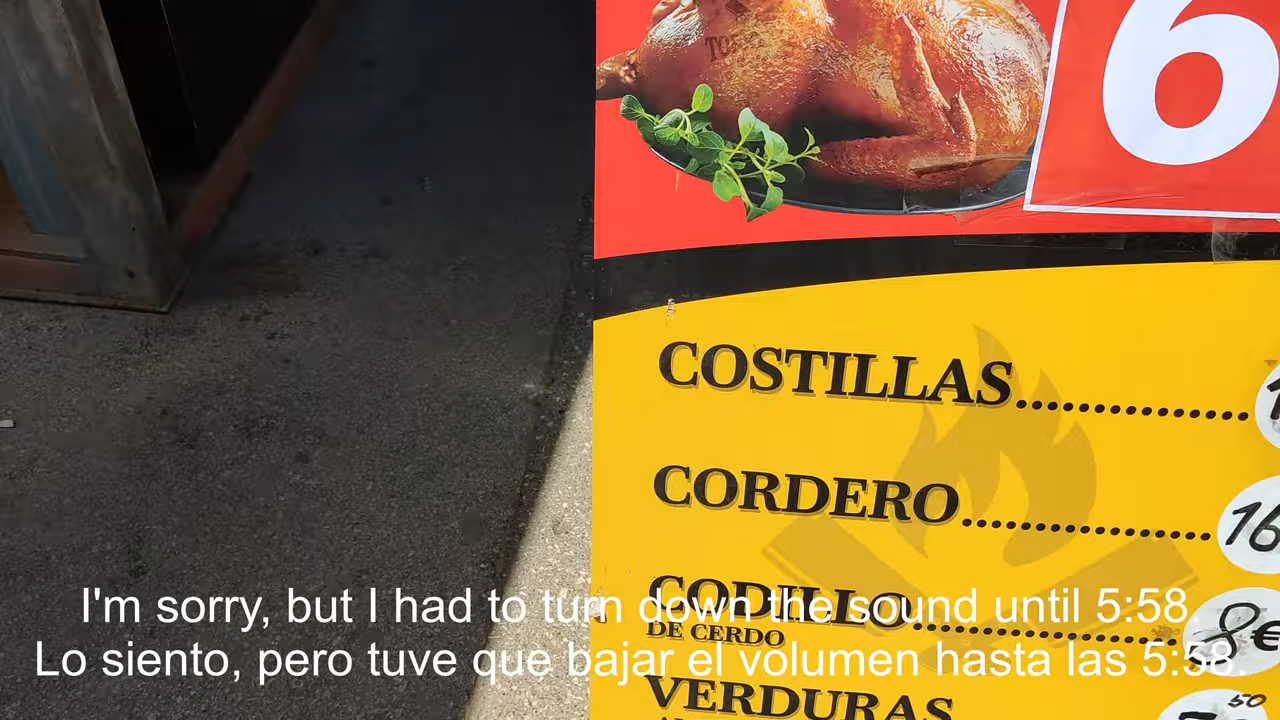 6
COSTILLAS
CORDERO 16
CODILLO 8€
DE CERDO
VERDURAS
50
I'm sorry, but I had to turn down the sound until 5:58.
Lo siento, pero tuve que bajar el volumen hasta las 5:58.